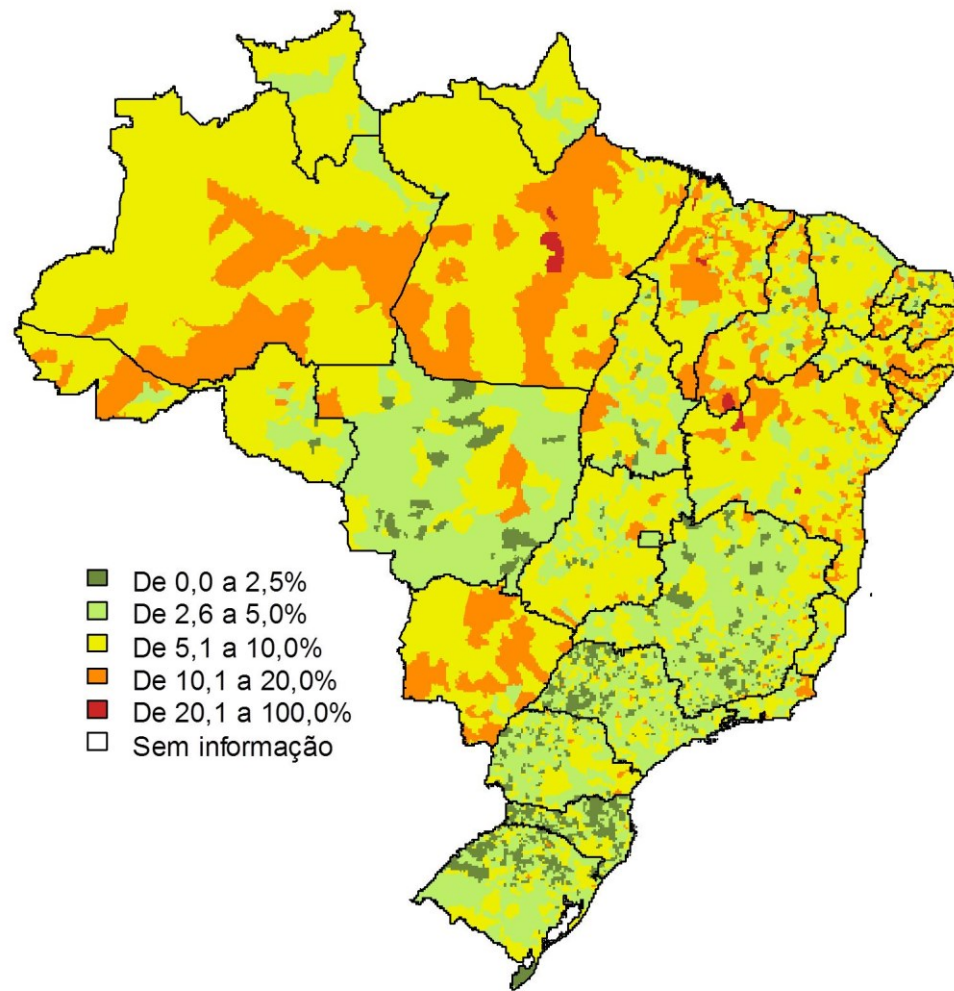 De 0,0 a 2,5%
De 2,6 a 5,0%
De 5,1 a 10,0%
De 10,1 a 20,0%
De 20,1 a 100,0%
Sem informação